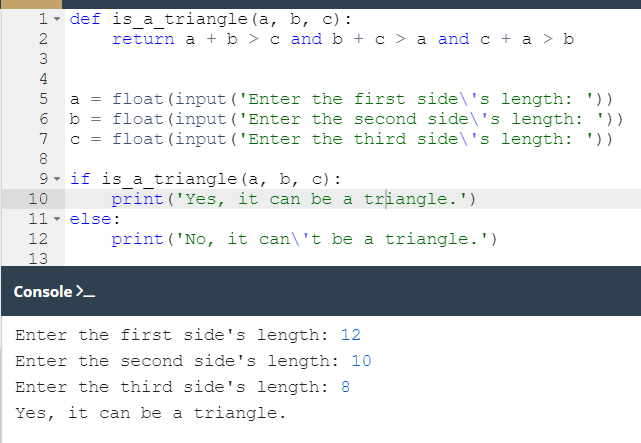 1 def is_a_triangle(a, b, c):
2 return a + b > c and b + c > a and c + a > b
3
4
5 a = float(input('Enter the first side\'s length: '))
6 b = float(input('Enter the second side\'s length: '))
7 c = float(input('Enter the third side\'s length: '))
8
9 if is_a_triangle(a, b, c):
10 print('Yes, it can be a triangle.')
11 else:
12 print('No, it can\'t be a triangle.')
13
Console >_
Enter the first side's length: 12
Enter the second side's length: 10
Enter the third side's length: 8
Yes, it can be a triangle.